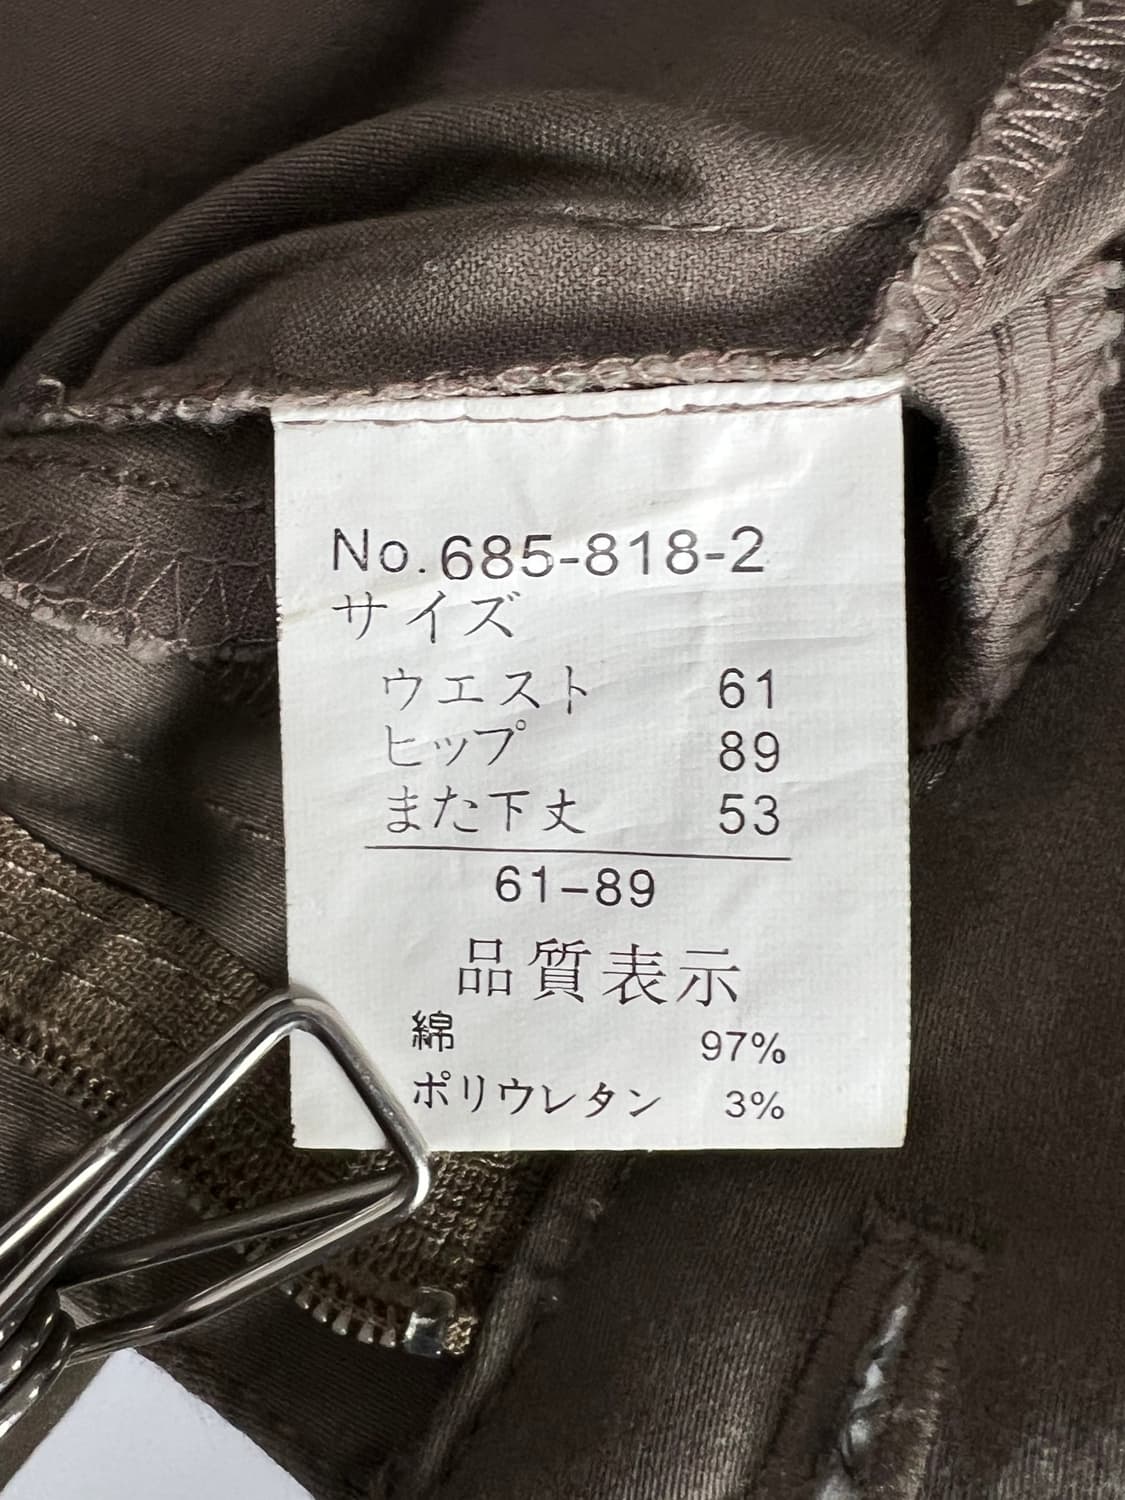 No.685-818-2
サイズ
ウエスト 61
ヒップ 89
また下丈 53
61-89
品質表示
綿 97%
ポリウレタン 3%